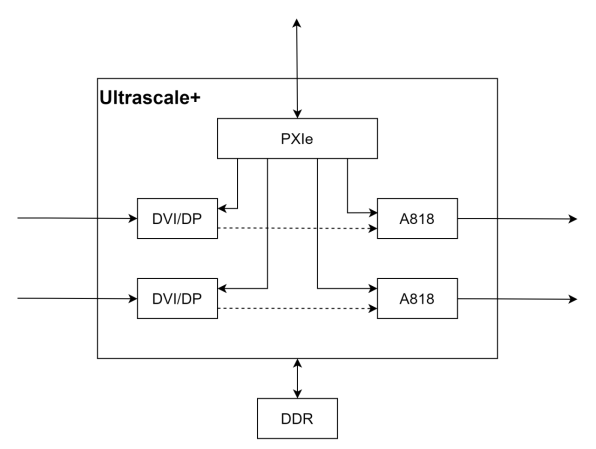 Ultrascale+
PXIe
DVI/DP
A818
DVI/DP
A818
DDR